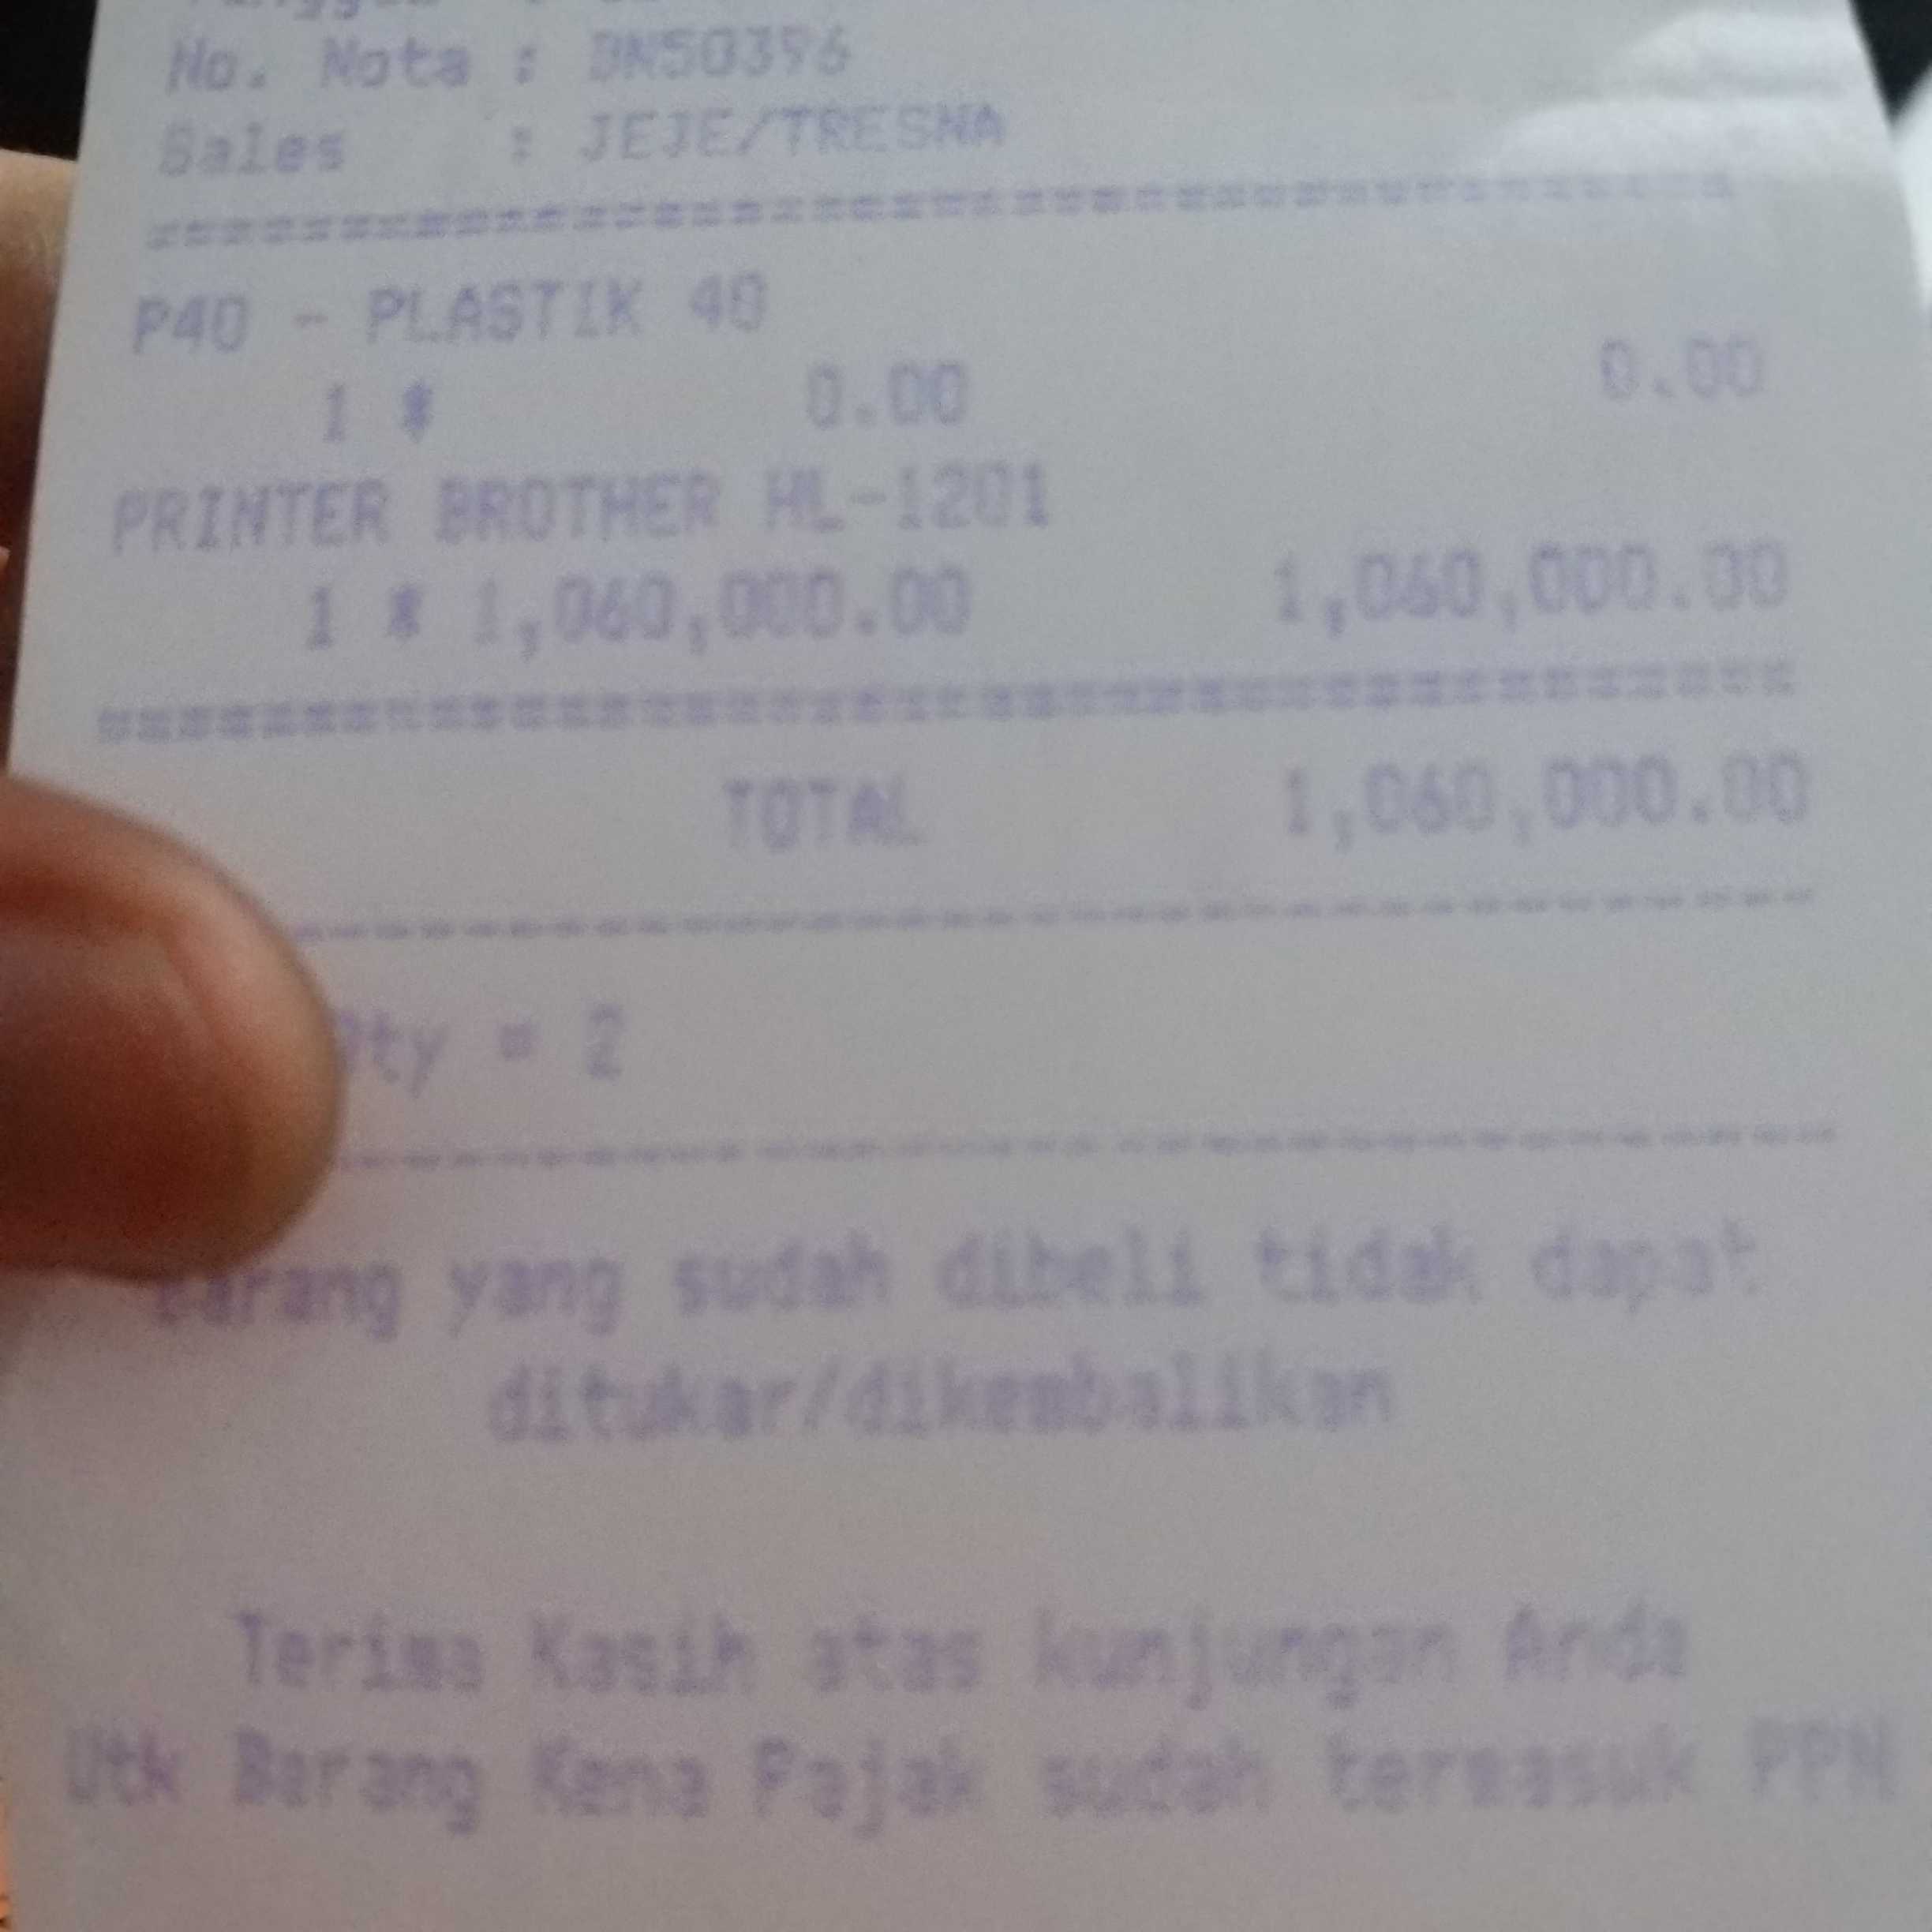 No. Nota : DN50396
Sales : JEJE/TRESNA
==========================================
P40 - PLASTIK 40
1 * 0.00 0.00
PRINTER BROTHER HL-1201
1 * 1,060,000.00 1,060,000.00
==========================================
TOTAL 1,060,000.00
------------------------------------------
Qty = 2
------------------------------------------
Barang yang sudah dibeli tidak dapat
ditukar/dikembalikan
Terima Kasih atas kunjungan Anda
Utk Barang Kena Pajak sudah termasuk PPN